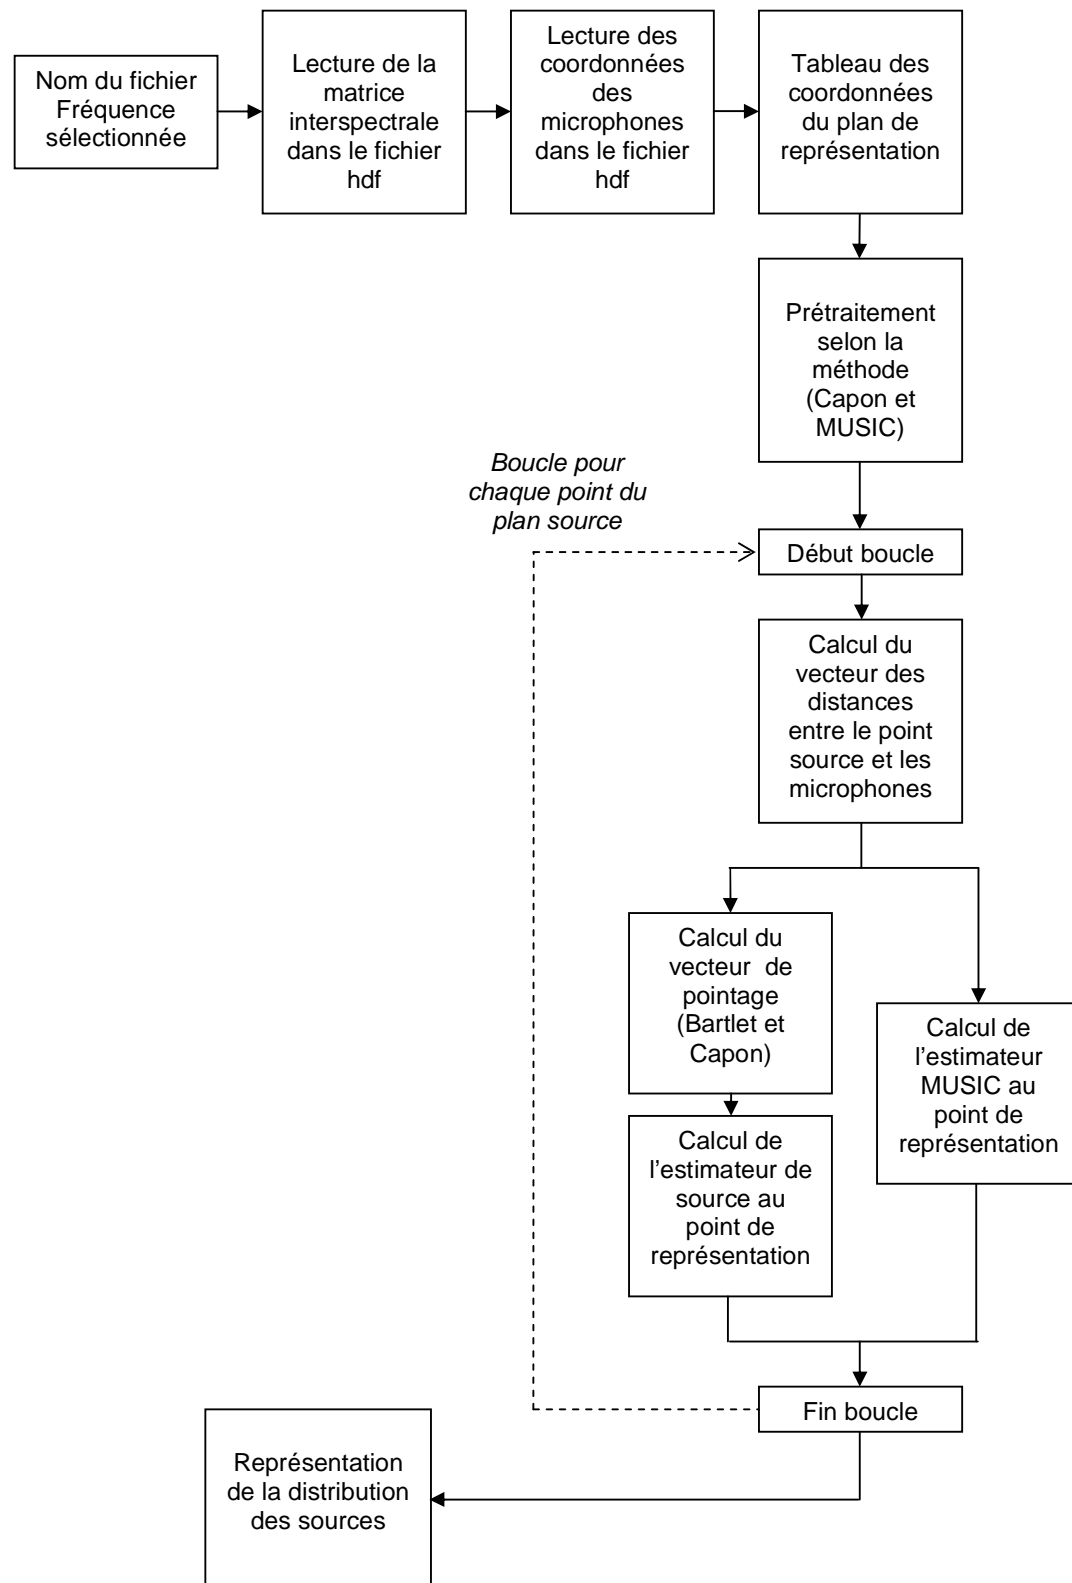 Nom du fichier
Fréquence
sélectionnée
Lecture de la
matrice
interspectrale
dans le fichier
hdf
Lecture des
coordonnées
des
microphones
dans le fichier
hdf
Tableau des
coordonnées
du plan de
représentation
Prétraitement
selon la
méthode
(Capon et
MUSIC)
Boucle pour
chaque point du
plan source
Début boucle
Calcul du
vecteur des
distances
entre le point
source et les
microphones
Calcul du
vecteur de
pointage
(Bartlet et
Capon)
Calcul de
l’estimateur
MUSIC au
point de
représentation
Calcul de
l’estimateur de
source au
point de
représentation
Fin boucle
Représentation
de la distribution
des sources